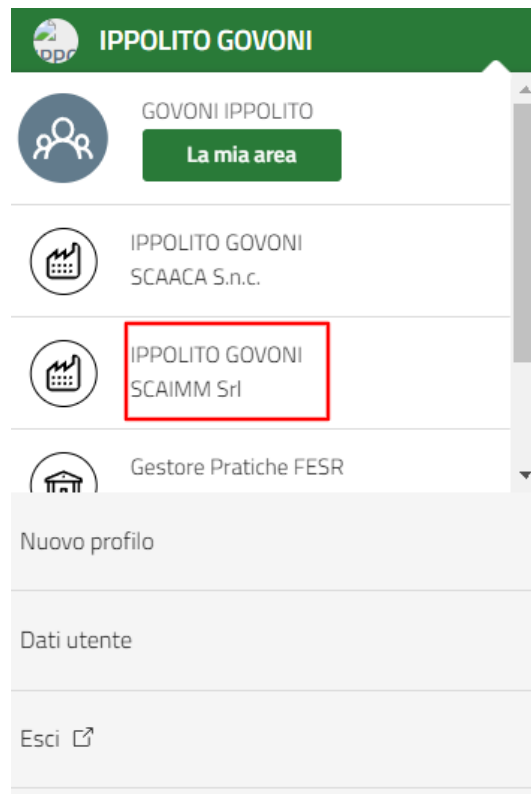 IPPOLITO GOVONI
GOVONI IPPOLITO
La mia area
IPPOLITO GOVONI
SCAACA S.n.c.
IPPOLITO GOVONI
SCAIMM Srl
Gestore Pratiche FESR
Nuovo profilo
Dati utente
Esci